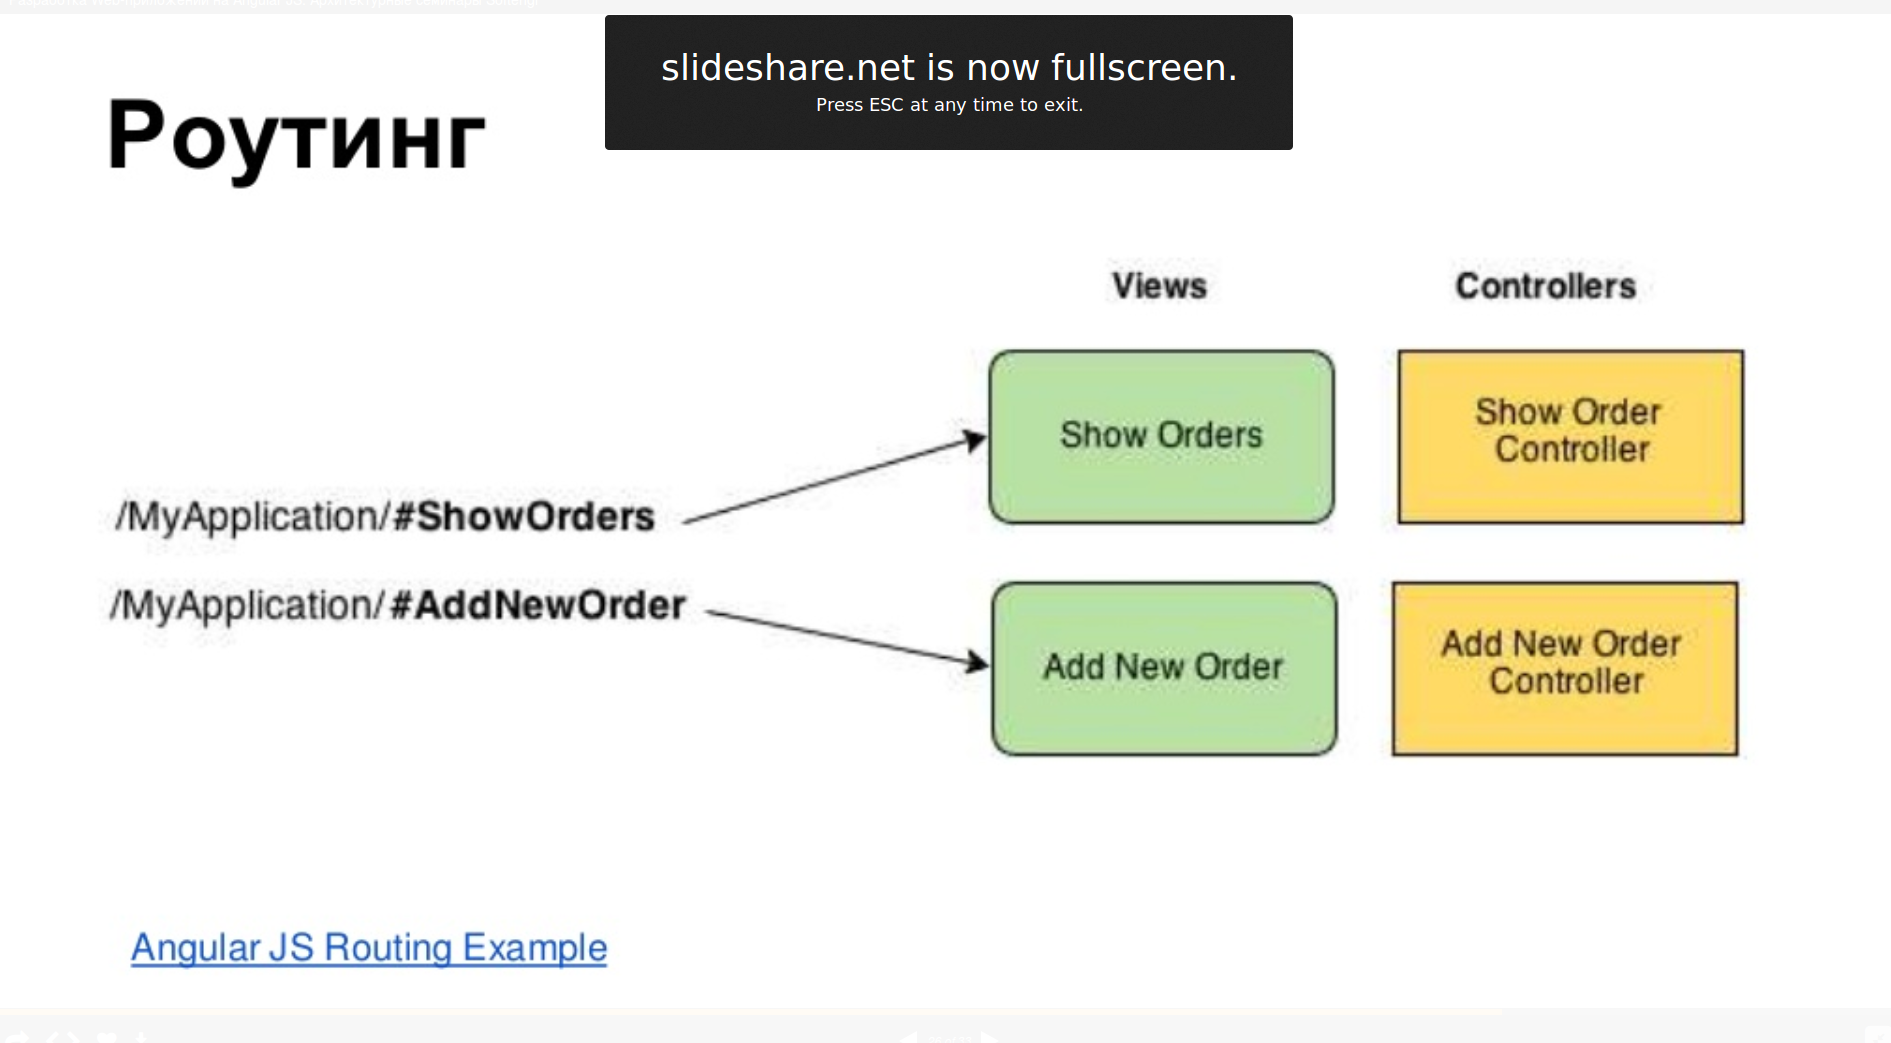 slideshare.net is now fullscreen.
Press ESC at any time to exit.
Роутинг
Views
Controllers
Show Orders
Show Order
Controller
/MyApplication/#ShowOrders
/MyApplication/#AddNewOrder
Add New Order
Add New Order
Controller
Angular JS Routing Example